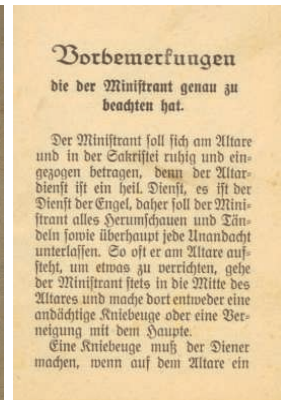 Vorbemerkungen
die der Ministrant genau zu
beachten hat.
Der Ministrant soll sich am Altare
und in der Sakristei ruhig und ein=
gezogen betragen, denn der Altar=
dienst ist ein heil. Dienst, es ist der
Dienst der Engel, daher soll der Mini=
strant alles Herumschauen und Tän=
deln sowie überhaupt jede Unandacht
unterlassen. So oft er am Altare auf=
steht, um etwas zu verrichten, gehe
der Ministrant stets in die Mitte des
Altares und mache dort entweder eine
andächtige Kniebeuge oder eine Ver=
neigung mit dem Haupte.
Eine Kniebeuge muß der Diener
machen, wenn auf dem Altare ein